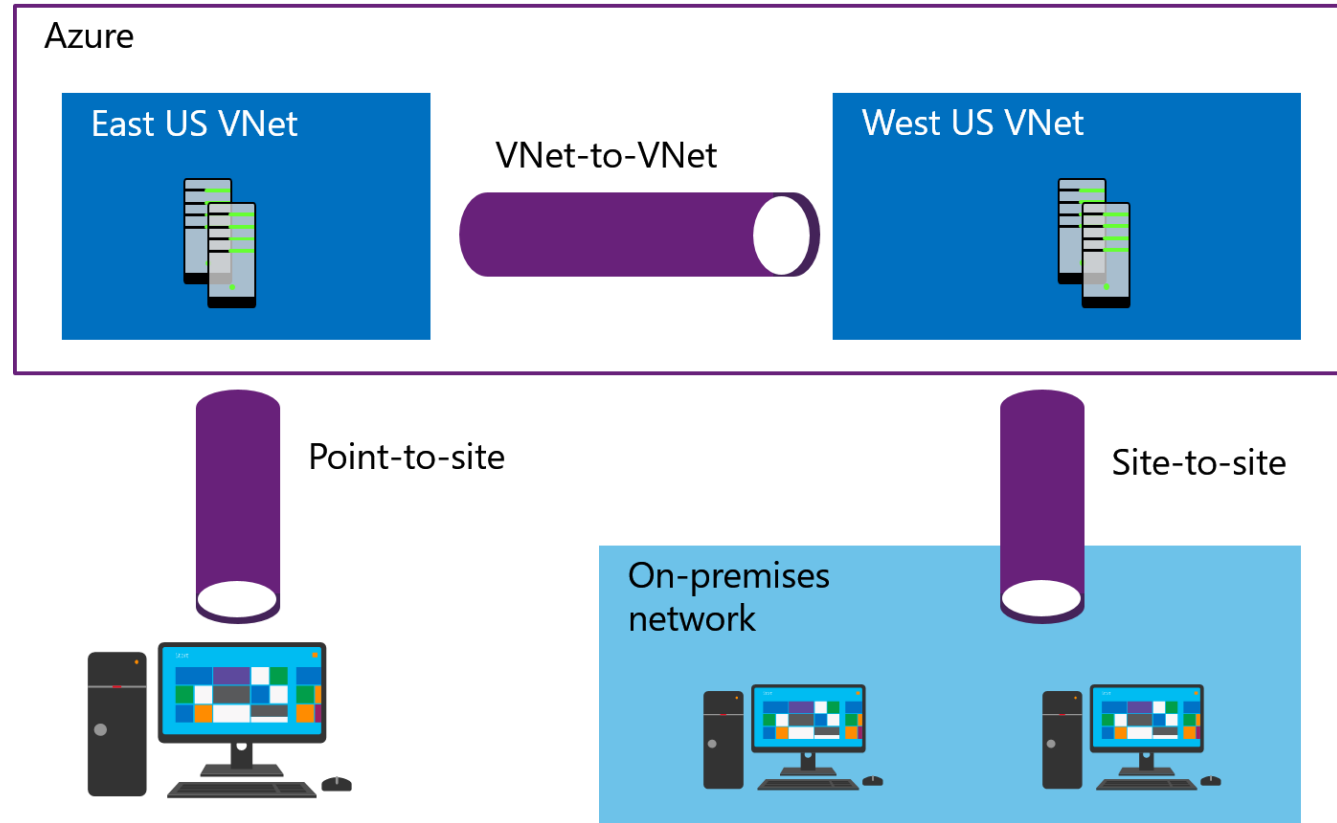 Azure
East US VNet
VNet-to-VNet
West US VNet
Point-to-site
Site-to-site
On-premises
network